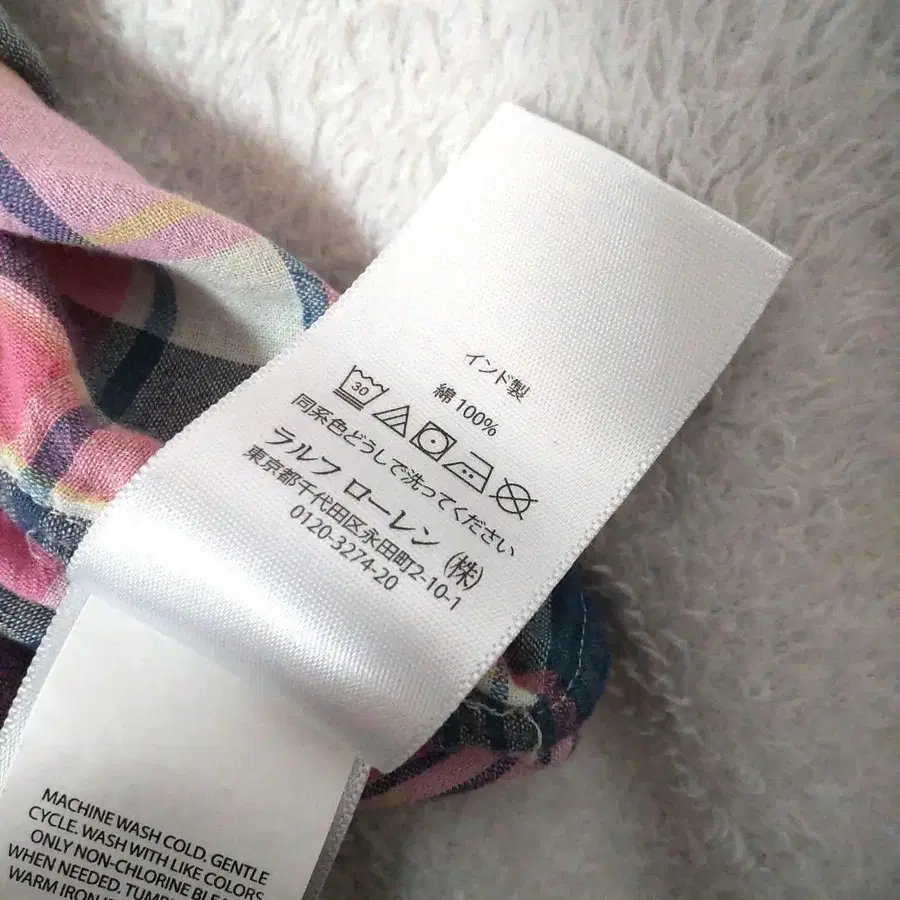 インド製
綿 100%
30
同系色どうしで洗ってください
ラルフ ローレン (株)
東京都千代田区永田町2-10-1
0120-3274-20
MACHINE WASH COLD. GENTLE
CYCLE. WASH WITH LIKE COLORS
ONLY NON-CHLORINE
WHEN NEEDED.
WARM IRON